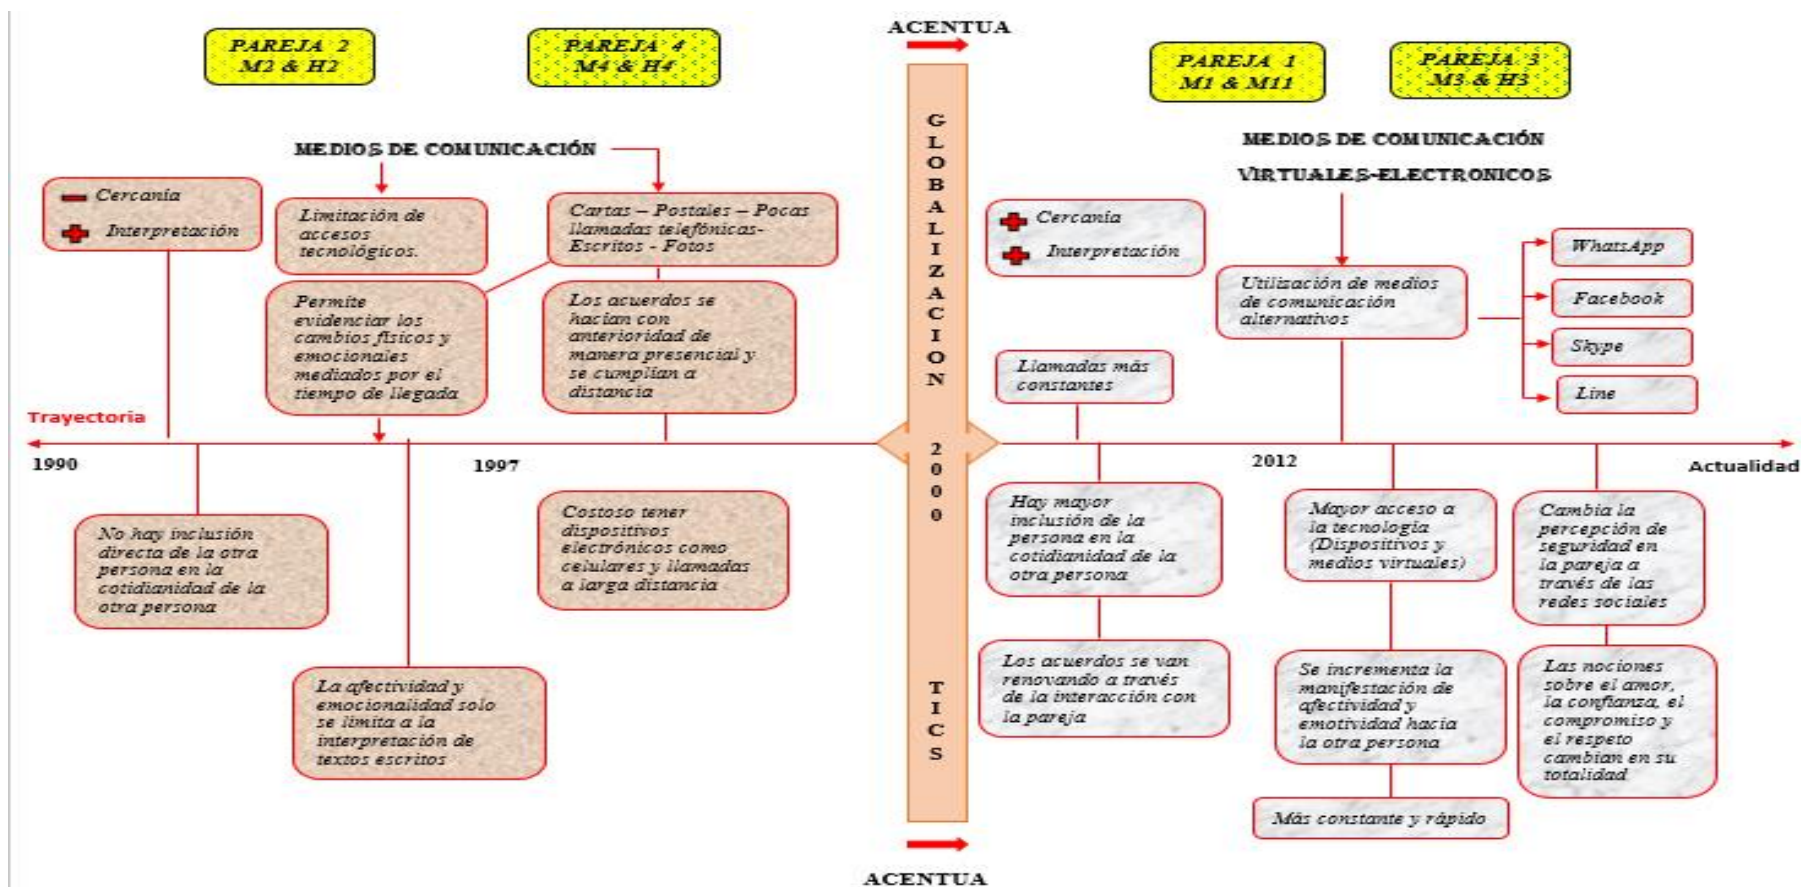 ACENTUA
PAREJA 2
M2 & H2
PAREJA 4
M4 & H4
PAREJA 1
M1 & M11
PAREJA 3
M3 & H3
MEDIOS DE COMUNICACIÓN
Cercanía
Interpretación
Limitación de
accesos
tecnológicos.
Cartas – Postales – Pocas
llamadas telefónicas-
Escritos - Fotos
Permite
evidenciar los
cambios físicos y
emocionales
mediados por el
tiempo de llegada
Los acuerdos se
hacían con
anterioridad de
manera presencial y
se cumplían a
distancia
GLOBALIZACION
2000
TICS
MEDIOS DE COMUNICACIÓN
VIRTUALES-ELECTRONICOS
Cercanía
Interpretación
Utilización de medios
de comunicación
alternativos
WhatsApp
Facebook
Skype
Line
Llamadas más
constantes
Trayectoria
1990
1997
2012
Actualidad
No hay inclusión
directa de la otra
persona en la
cotidianidad de la
otra persona
La afectividad y
emocionalidad solo
se limita a la
interpretación de
textos escritos
Costoso tener
dispositivos
electrónicos como
celulares y llamadas
a larga distancia
Hay mayor
inclusión de la
persona en la
cotidianidad de la
otra persona
Los acuerdos se van
renovando a través
de la interacción con
la pareja
Mayor acceso a
la tecnología
(Dispositivos y
medios virtuales)
Se incrementa la
manifestación de
afectividad y
emotividad hacia
la otra persona
Más constante y rápido
Cambia la
percepción de
seguridad en
la pareja a
través de las
redes sociales
Las nociones
sobre el amor,
la confianza, el
compromiso y
el respeto
cambian en su
totalidad
ACENTUA